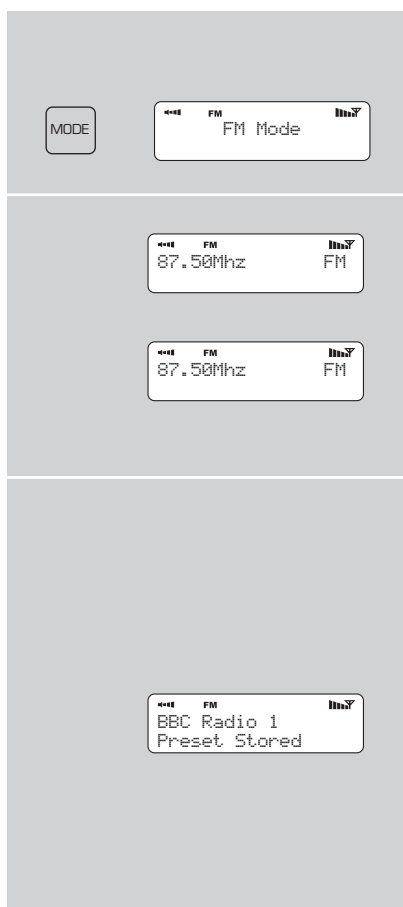 FM
MODE
FM Mode
FM
87.50Mhz FM
FM
87.50Mhz FM
FM
BBC Radio 1
Preset Stored